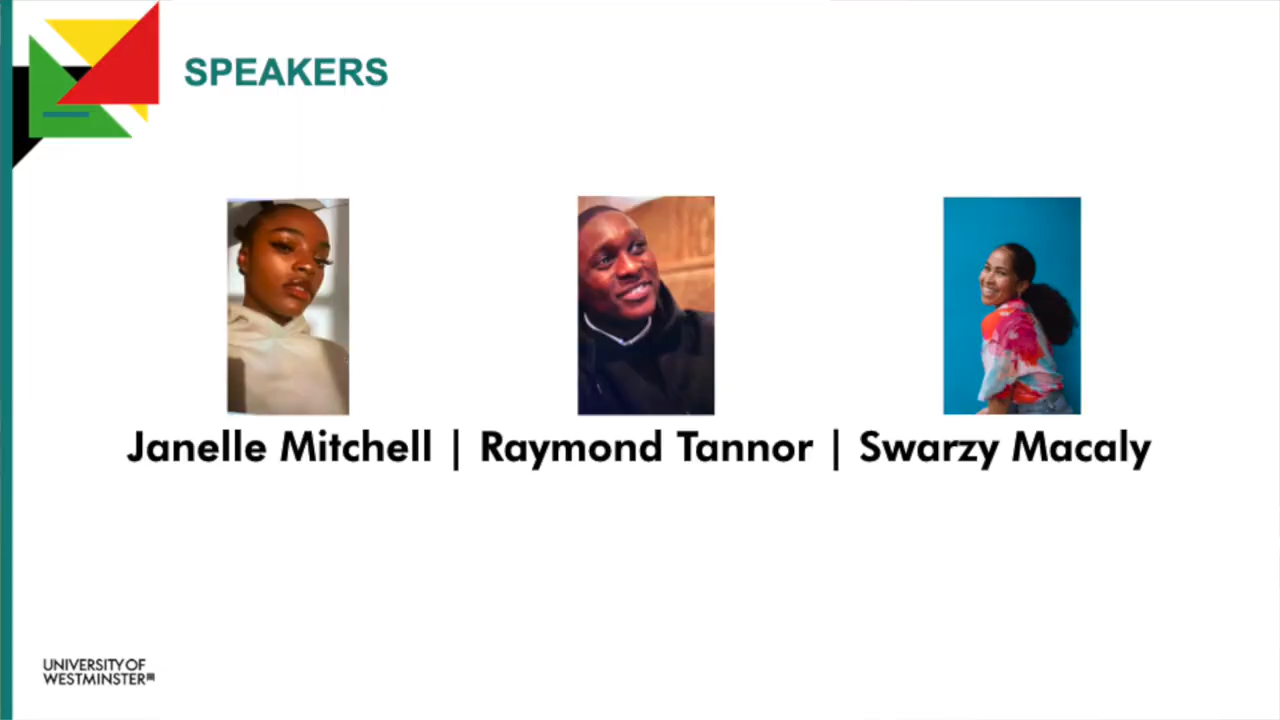 SPEAKERS
Janelle Mitchell | Raymond Tannor | Swarzy Macaly
UNIVERSITY OF
WESTMINSTER